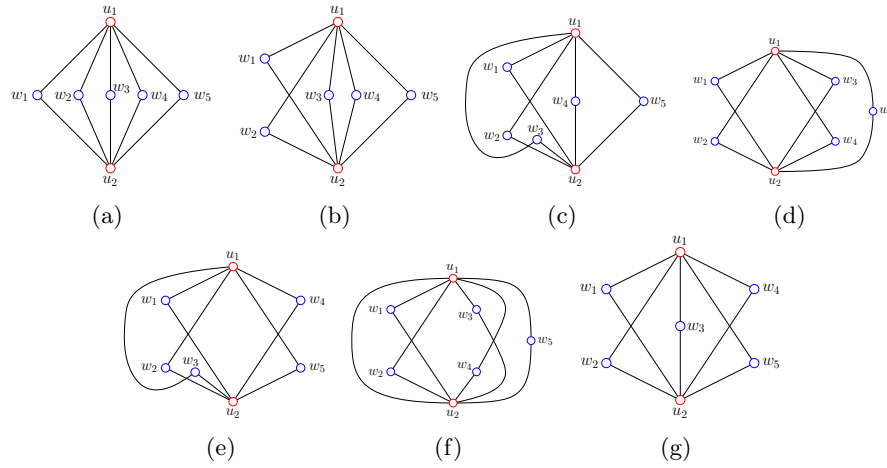 u₁ w₁ w₂ w₃ w₄ w₅ u₂
(a)
u₁ w₁ w₃ w₄ w₅ w₂ u₂
(b)
u₁ w₁ w₄ w₅ w₂ w₃ u₂
(c)
u₁ w₁ w₃ w w₂ w₄ u₂
(d)
u₁ w₁ w₄ w₂ w₃ w₅ u₂
(e)
u₁ w₁ w₃ w₅ w₂ w₄ u₂
(f)
u₁ w₁ w₄ w₃ w₂ w₅ u₂
(g)